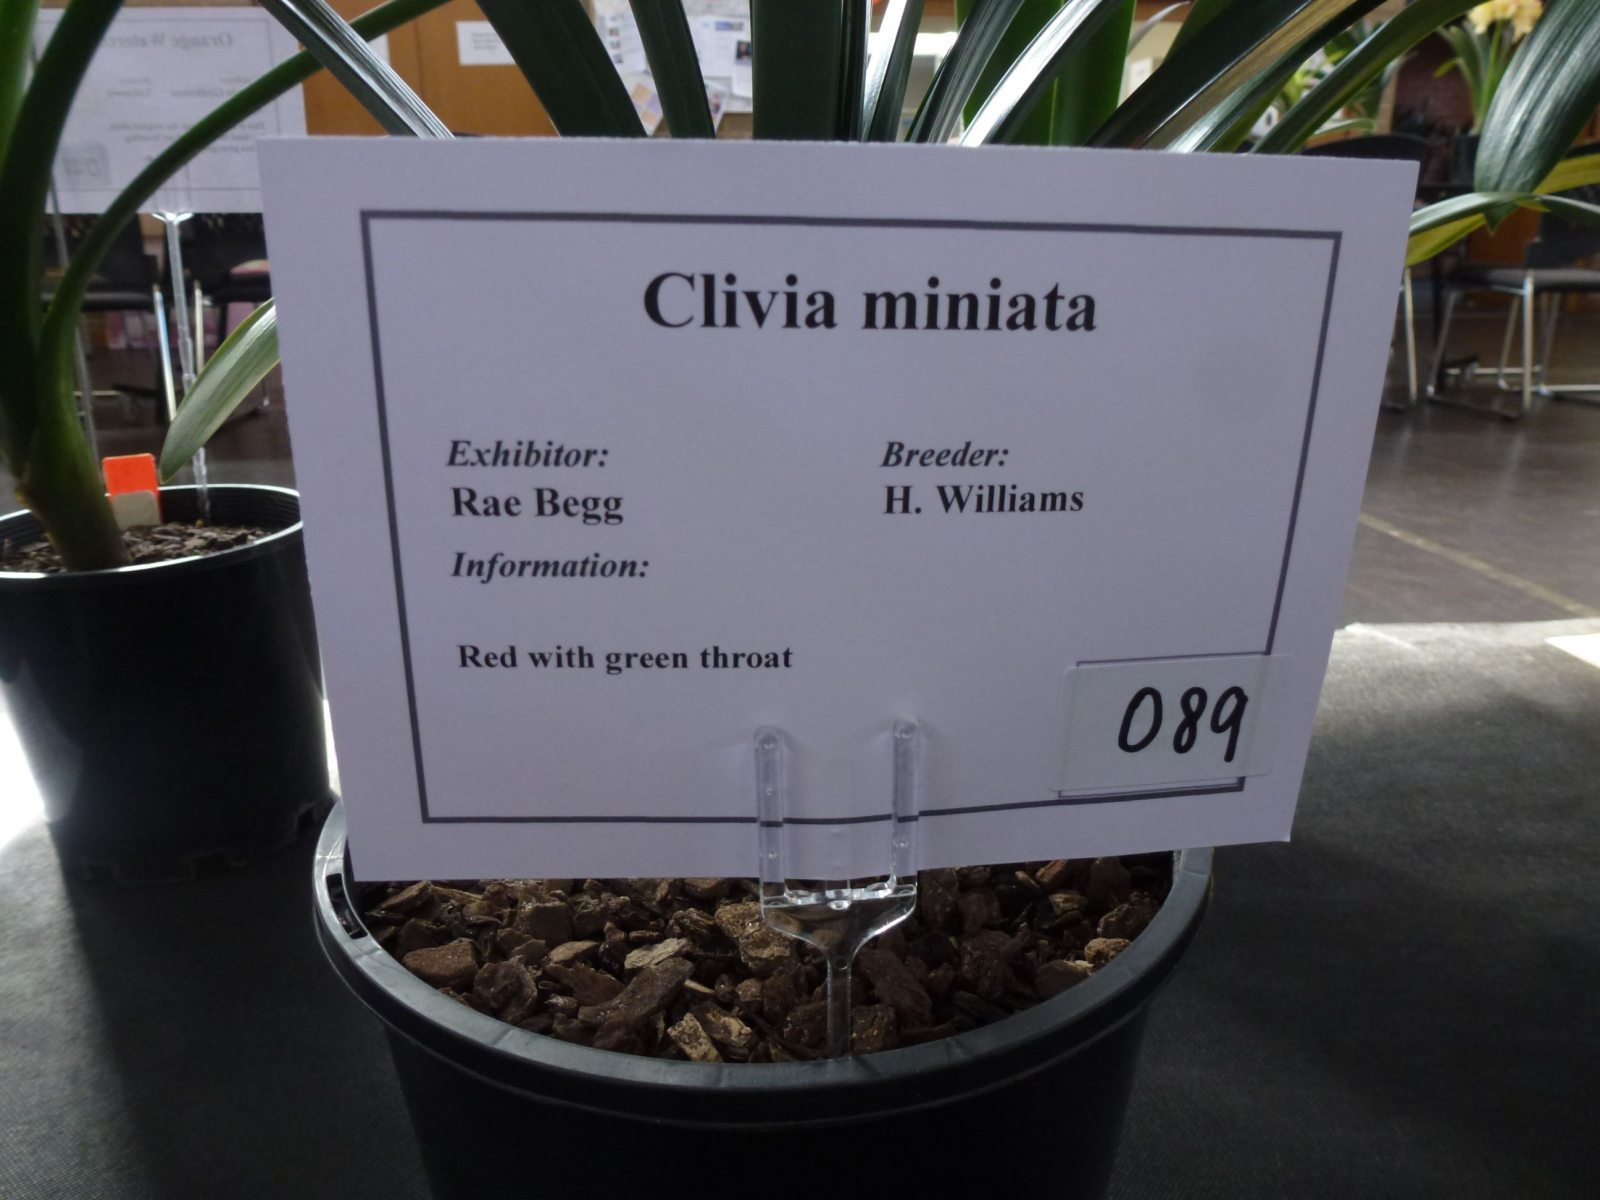 Clivia miniata
Exhibitor:
Rae Begg
Breeder:
H. Williams
Information:
Red with green throat
089